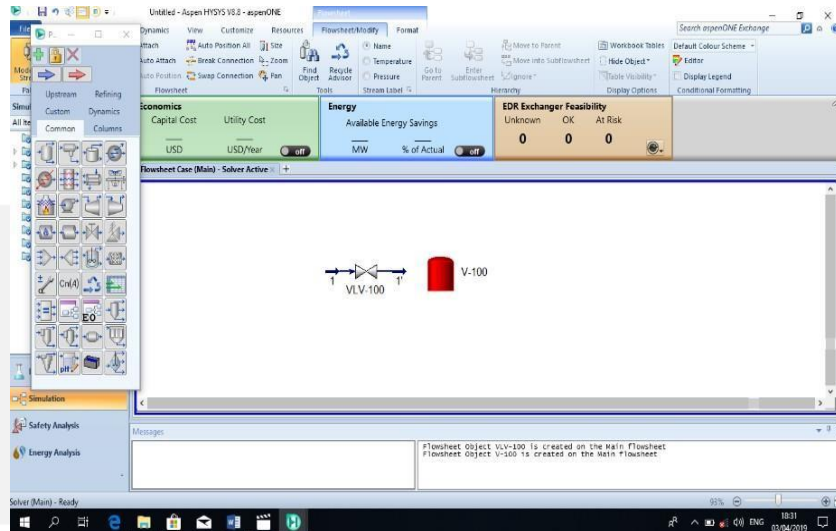 Untitled - Aspen HYSYS V8.8 - aspenONE
Flowsheet
File
Dynamics View Customize Resources Flowsheet/Modify Format
Search aspenONE Exchange
Attach
Auto Position All
Size
Auto Attach
Break Connection
Zoom
Auto Position
Swap Connection
Pan
Find Object
Recycle Advisor
Name
Temperature
Pressure
Go to Parent
Enter Subflowsheet
Move to Parent
Move into Subflowsheet
Ignore
Workbook Tables
Hide Object
Table Visibility
Default Colour Scheme
Editor
Display Legend
Flowsheet Tools Stream Label Hierarchy Display Options Conditional Formatting
P...
Upstream Refining
Custom Dynamics
Common Columns
Cn(4)
EO
pH
Economics
Capital Cost Utility Cost
USD USD/Year off
Energy
Available Energy Savings
MW % of Actual off
EDR Exchanger Feasibility
Unknown OK At Risk
0 0 0
Flowsheet Case (Main) - Solver Active
+
1 VLV-100 1'
V-100
Simulation
Safety Analysis
Energy Analysis
Messages
Flowsheet Object VLV-100 is created on the Main flowsheet
Flowsheet Object V-100 is created on the Main flowsheet
Solver (Main) - Ready
93%
ENG
18:31
03/04/2019